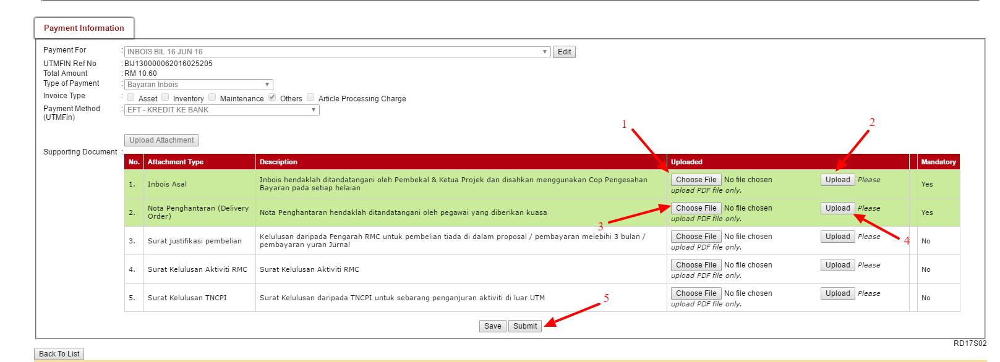 Payment Information
Payment For : INBOIS BIL 16 JUN 16 Edit
UTMFIN Ref No : BIJ130000062016025205
Total Amount : RM 10.60
Type of Payment : Bayaran Inbois
Invoice Type : Asset Inventory Maintenance Others Article Processing Charge
Payment Method : EFT - KREDIT KE BANK
(UTMFin)
1 2
Upload Attachment
Supporting Document :
No. Attachment Type Description Uploaded Mandatory
1. Inbois Asal Inbois hendaklah ditandatangani oleh Pembekal & Ketua Projek dan disahkan menggunakan Cop Pengesahan Choose File No file chosen Upload Please Yes
Bayaran pada setiap helaian upload PDF file only.
2. Nota Penghantaran (Delivery Nota Penghantaran hendaklah ditandatangani oleh pegawai yang diberikan kuasa Choose File No file chosen Upload Please Yes
Order) upload PDF file only.
3 4
3. Surat justifikasi pembelian Kelulusan daripada Pengarah RMC untuk pembelian tiada di dalam proposal / pembayaran melebihi 3 bulan / Choose File No file chosen Upload Please No
pembayaran yuran Jurnal upload PDF file only.
4. Surat Kelulusan Aktiviti RMC Surat Kelulusan Aktiviti RMC Choose File No file chosen Upload Please No
upload PDF file only.
5. Surat Kelulusan TNCPI Surat Kelulusan daripada TNCPI untuk sebarang penganjuran aktiviti di luar UTM Choose File No file chosen Upload Please No
upload PDF file only.
5
Save Submit
RD17S02
Back To List